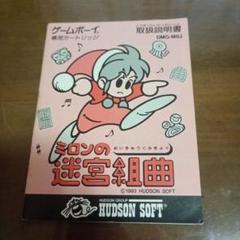 ゲームボーイ
専用カートリッジ
取扱説明書
DMG-MBJ
ミロンの
めいきゅうくみきょく
迷宮組曲
©1993 HUDSON SOFT
HUDSON GROUP
HUDSON SOFT